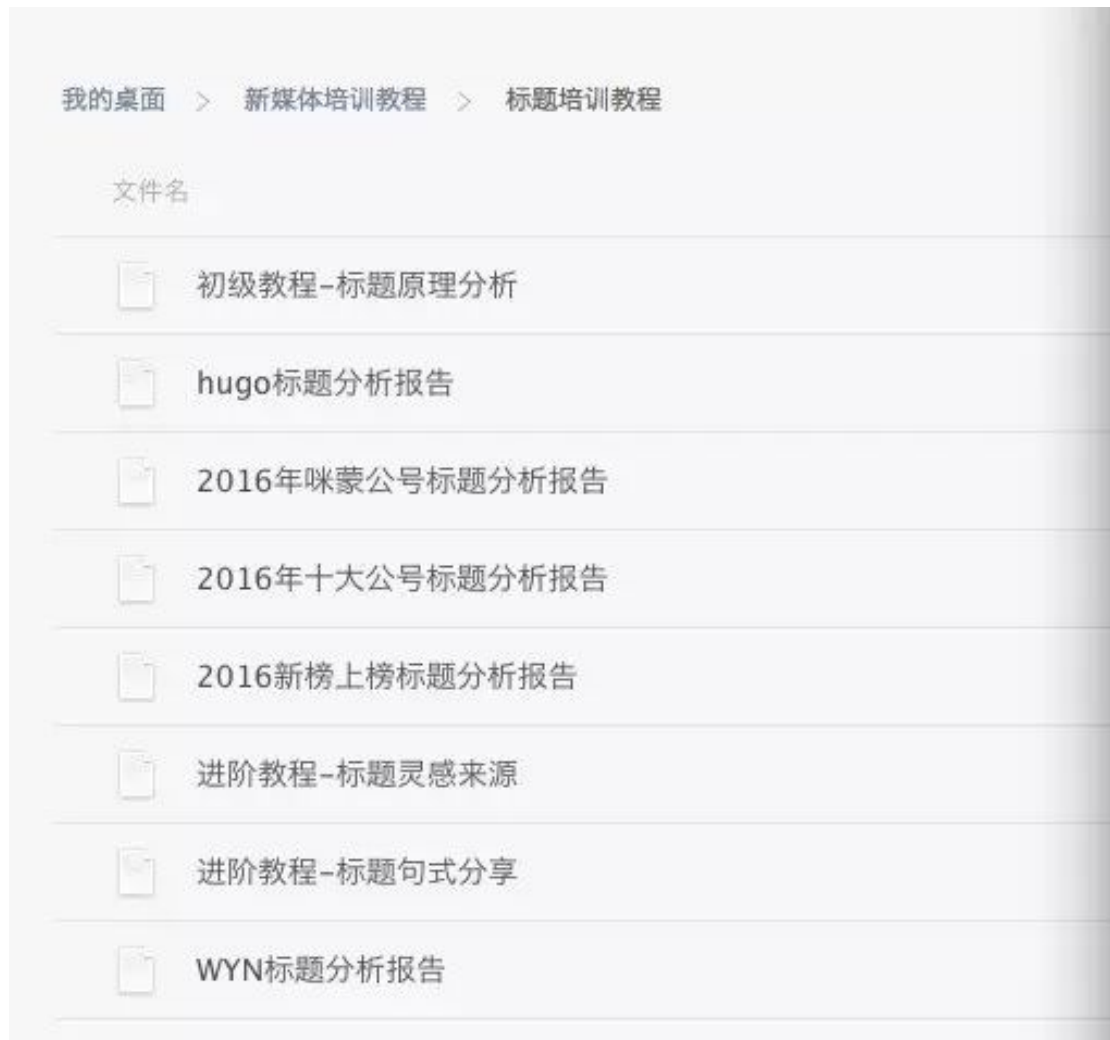 我的桌面 > 新媒体培训教程 > 标题培训教程
文件名
初级教程-标题原理分析
hugo标题分析报告
2016年咪蒙公号标题分析报告
2016年十大公号标题分析报告
2016新榜上榜标题分析报告
进阶教程-标题灵感来源
进阶教程-标题句式分享
WYN标题分析报告